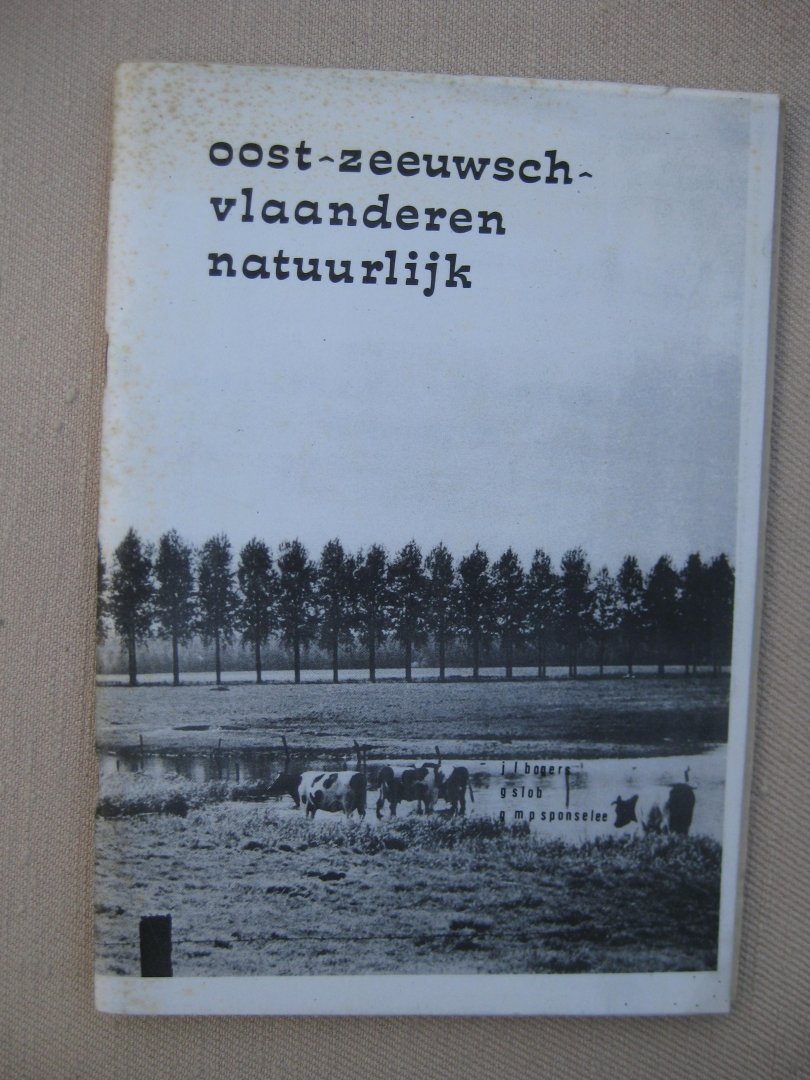 oost-zeeuwsch-
vlaanderen
natuurlijk
j l bogers
g slob
g m p sponselee